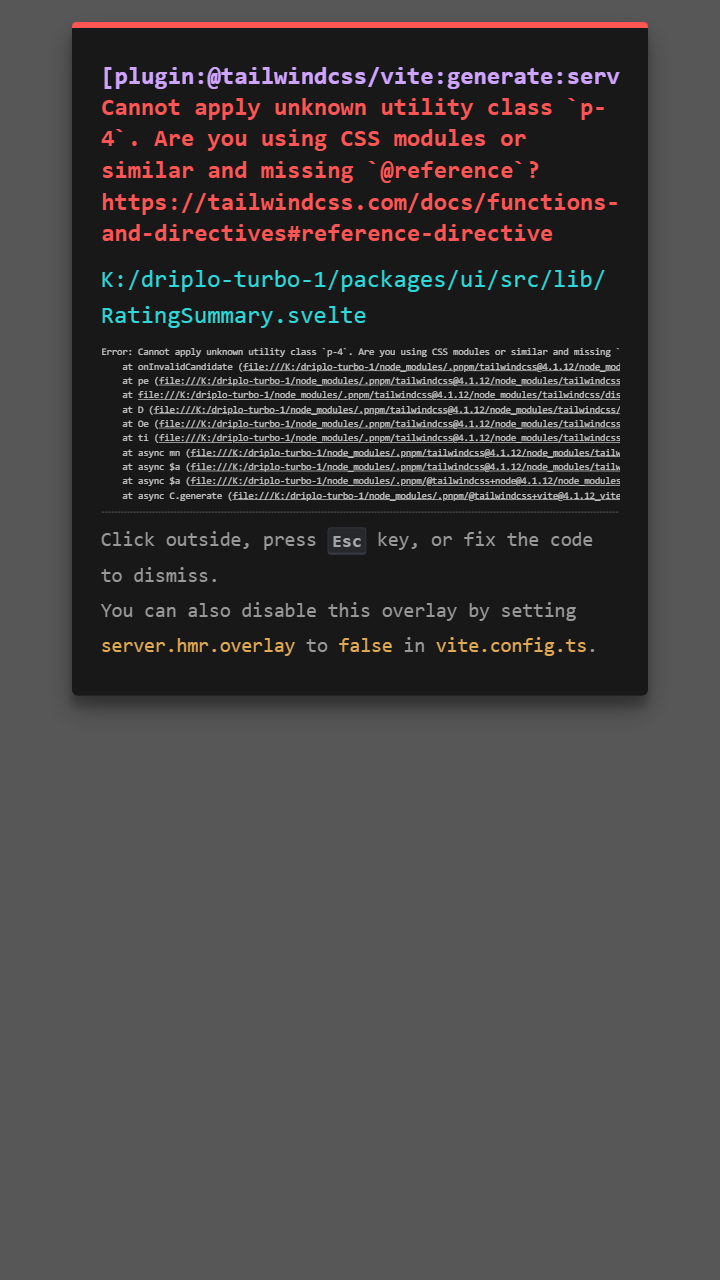 [plugin:@tailwindcss/vite:generate:serv
Cannot apply unknown utility class `p-
4`. Are you using CSS modules or
similar and missing `@reference`?
https://tailwindcss.com/docs/functions-
and-directives#reference-directive
K:/driplo-turbo-1/packages/ui/src/lib/
RatingSummary.svelte
Error: Cannot apply unknown utility class `p-4`. Are you using CSS modules or similar and missing `
at onInvalidCandidate (file:///K:/driplo-turbo-1/node_modules/.pnpm/tailwindcss@4.1.12/node_mod
at pe (file:///K:/driplo-turbo-1/node_modules/.pnpm/tailwindcss@4.1.12/node_modules/tailwindcss
at file:///K:/driplo-turbo-1/node_modules/.pnpm/tailwindcss@4.1.12/node_modules/tailwindcss/dis
at D (file:///K:/driplo-turbo-1/node_modules/.pnpm/tailwindcss@4.1.12/node_modules/tailwindcss/
at Oe (file:///K:/driplo-turbo-1/node_modules/.pnpm/tailwindcss@4.1.12/node_modules/tailwindcss
at ti (file:///K:/driplo-turbo-1/node_modules/.pnpm/tailwindcss@4.1.12/node_modules/tailwindcss
at async mn (file:///K:/driplo-turbo-1/node_modules/.pnpm/tailwindcss@4.1.12/node_modules/tailw
at async $a (file:///K:/driplo-turbo-1/node_modules/.pnpm/tailwindcss@4.1.12/node_modules/tailw
at async $a (file:///K:/driplo-turbo-1/node_modules/.pnpm/@tailwindcss+node@4.1.12/node_modules
at async C.generate (file:///K:/driplo-turbo-1/node_modules/.pnpm/@tailwindcss+vite@4.1.12_vite
Click outside, press Esc key, or fix the code
to dismiss.
You can also disable this overlay by setting
server.hmr.overlay to false in vite.config.ts.